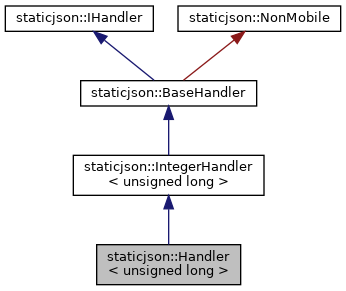 staticjson::IHandler
staticjson::NonMobile
staticjson::BaseHandler
staticjson::IntegerHandler
< unsigned long >
staticjson::Handler
< unsigned long >